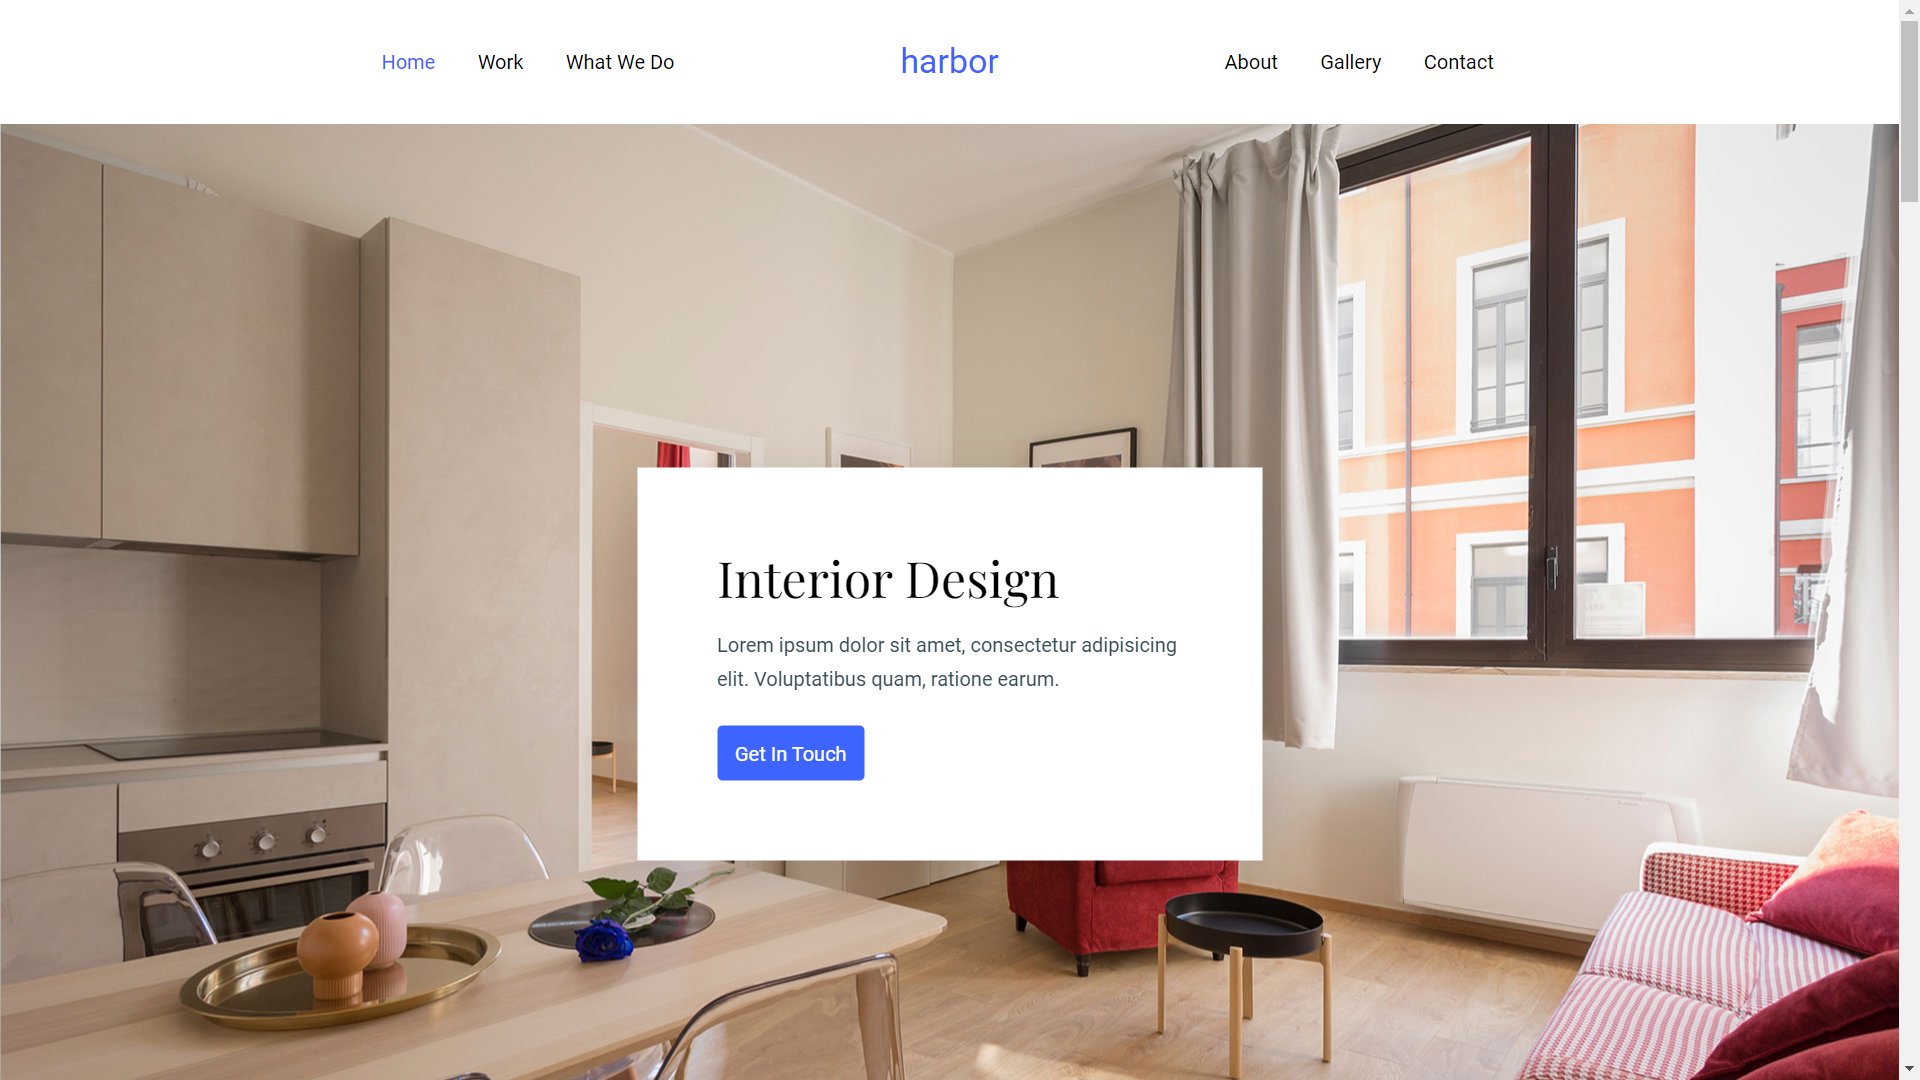 Home Work What We Do harbor About Gallery Contact
Interior Design
Lorem ipsum dolor sit amet, consectetur adipisicing
elit. Voluptatibus quam, ratione earum.
Get In Touch